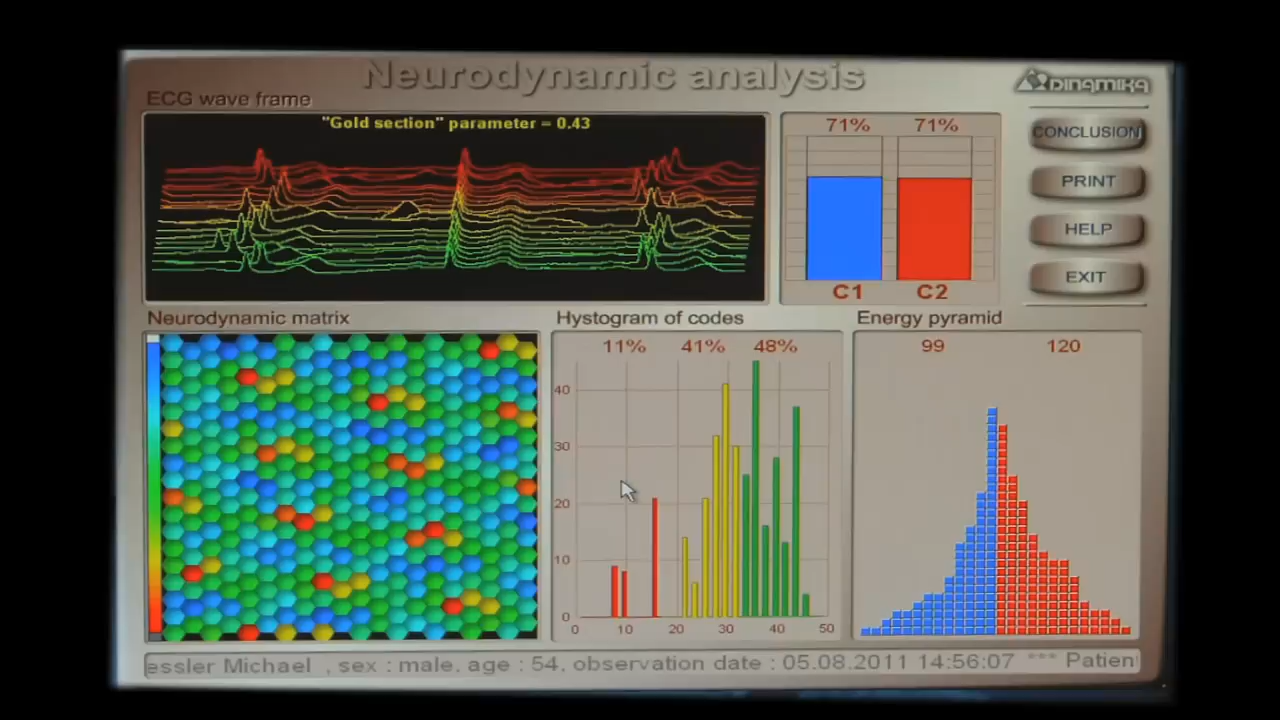 Neurodynamic analysis
DINAMIKA
ECG wave frame
"Gold section" parameter = 0.43
71% 71%
C1 C2
CONCLUSION
PRINT
HELP
EXIT
Neurodynamic matrix
Hystogram of codes
11% 41% 48%
40
30
20
10
0
0 10 20 30 40 50
Energy pyramid
99 120
essler Michael , sex : male, age : 54, observation date : 05.08.2011 14:56:07 *** Patien